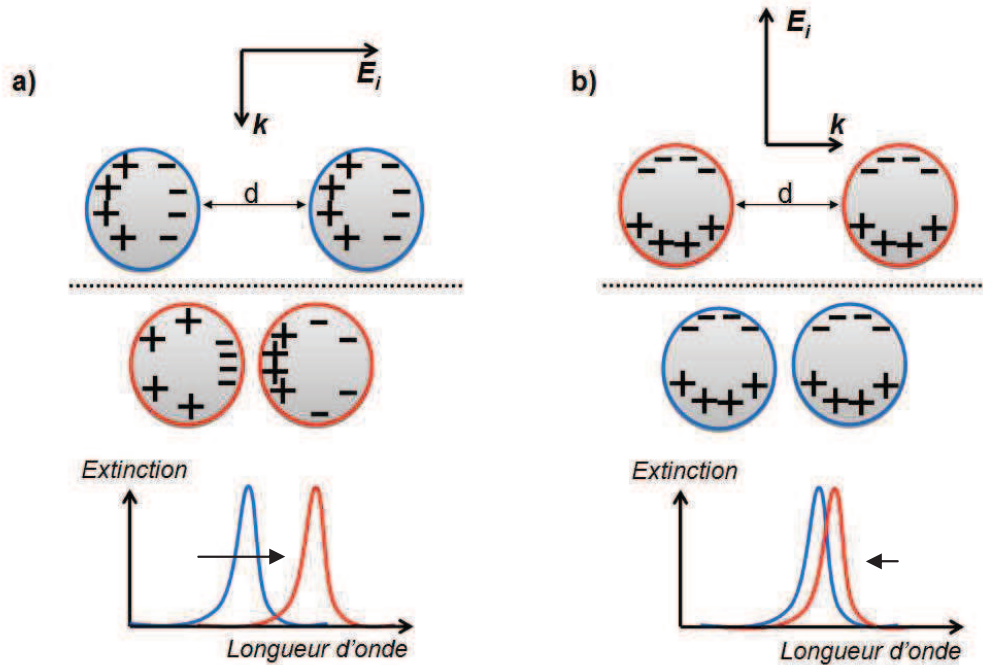 a)
E_i
k
d
Extinction
Longueur d'onde
b)
E_i
k
d
Extinction
Longueur d'onde